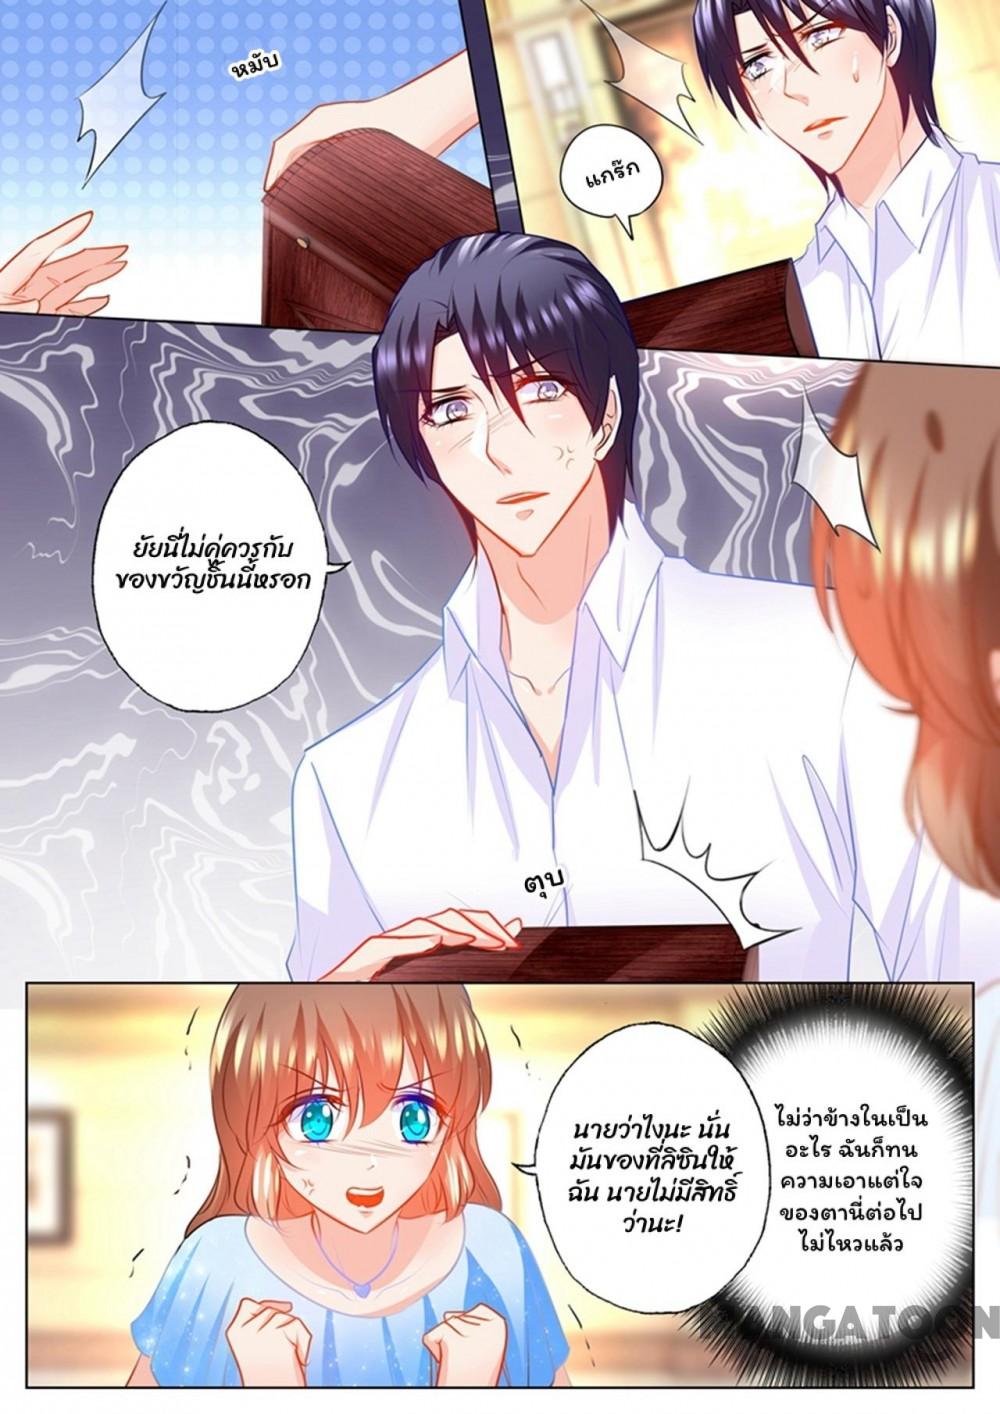 หมับ
แกร๊ก
ยัยนี่ไม่คู่ควรกับ
ของขวัญชิ้นนี้หรอก
ตุบ
นายว่าไงนะ นั่น
มันของที่ลิซินให้
ฉัน นายไม่มีสิทธิ์
ว่านะ!
ไม่ว่าข้างในเป็น
อะไร ฉันก็ทน
ความเอาแต่ใจ
ของตานี่ต่อไป
ไม่ไหวแล้ว
MANGATOON